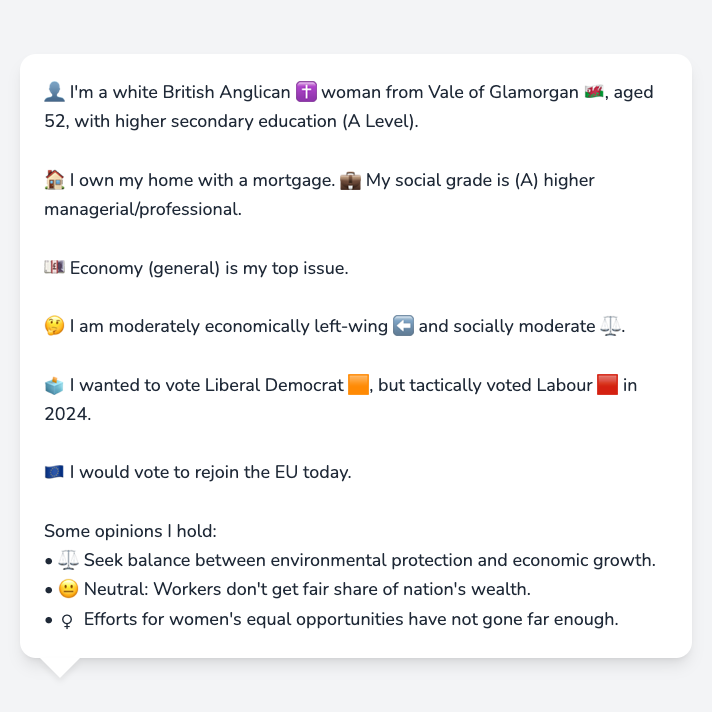 👤 I'm a white British Anglican ✝️ woman from Vale of Glamorgan 🏴󠁧󠁢󠁷󠁬󠁳󠁿, aged
52, with higher secondary education (A Level).
🏠 I own my home with a mortgage. 💼 My social grade is (A) higher
managerial/professional.
💷 Economy (general) is my top issue.
🤔 I am moderately economically left-wing ⬅️ and socially moderate ⚖️.
🗳️ I wanted to vote Liberal Democrat 🟧, but tactically voted Labour 🟥 in
2024.
🇪🇺 I would vote to rejoin the EU today.
Some opinions I hold:
• ⚖️ Seek balance between environmental protection and economic growth.
• 😐 Neutral: Workers don't get fair share of nation's wealth.
• ♀ Efforts for women's equal opportunities have not gone far enough.